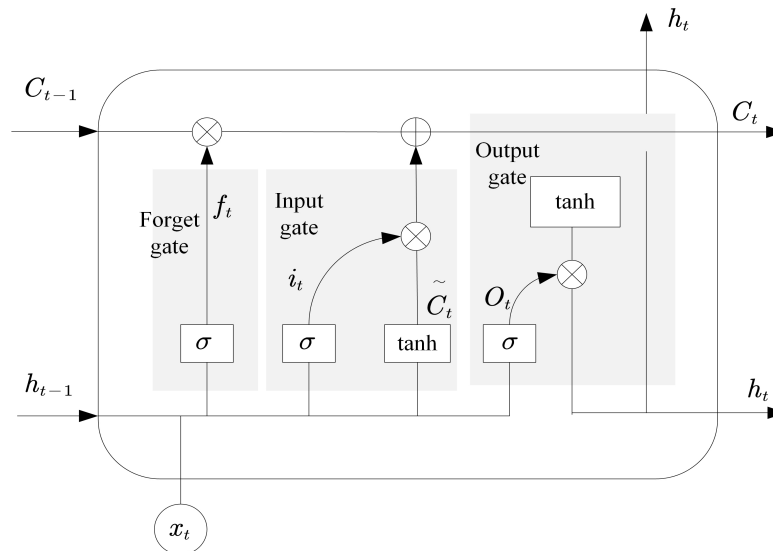 h_t
C_{t−1}
C_t
Output
gate
tanh
Forget
gate
f_t
Input
gate
i_t
C̃_t
O_t
σ
σ
tanh
σ
h_{t−1}
h_t
x_t